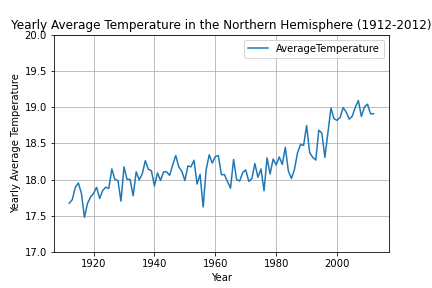 Yearly Average Temperature in the Northern Hemisphere (1912-2012)
20.0
AverageTemperature
19.5
19.0
18.5
18.0
17.5
17.0
Yearly Average Temperature
1920 1940 1960 1980 2000
Year